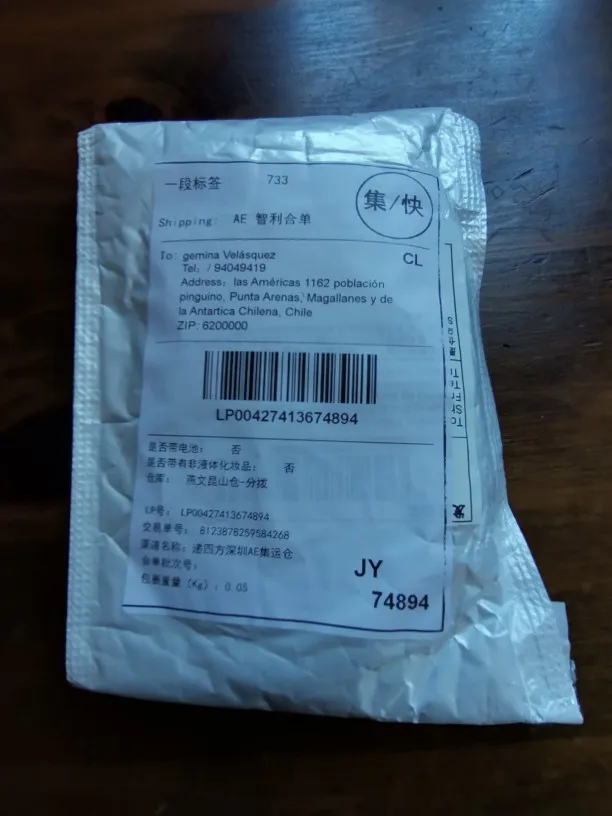 一段标签 733
集/快
Shipping: AE 智利合单
To: gemina Velásquez
CL
Tel: / 94049419
Address: las Américas 1162 población
pinguino, Punta Arenas, Magallanes y de
la Antartica Chilena, Chile
ZIP: 6200000
LP00427413674894
是否带电池: 否
是否带有非液体化妆品: 否
仓库: 燕文昆山仓-分拨
LP号: LP00427413674894
交易单号: 8123878259584268
渠道名称: 递四方深圳AE集运仓
合单批次号:
包裹重量 (Kg): 0.05
JY
74894